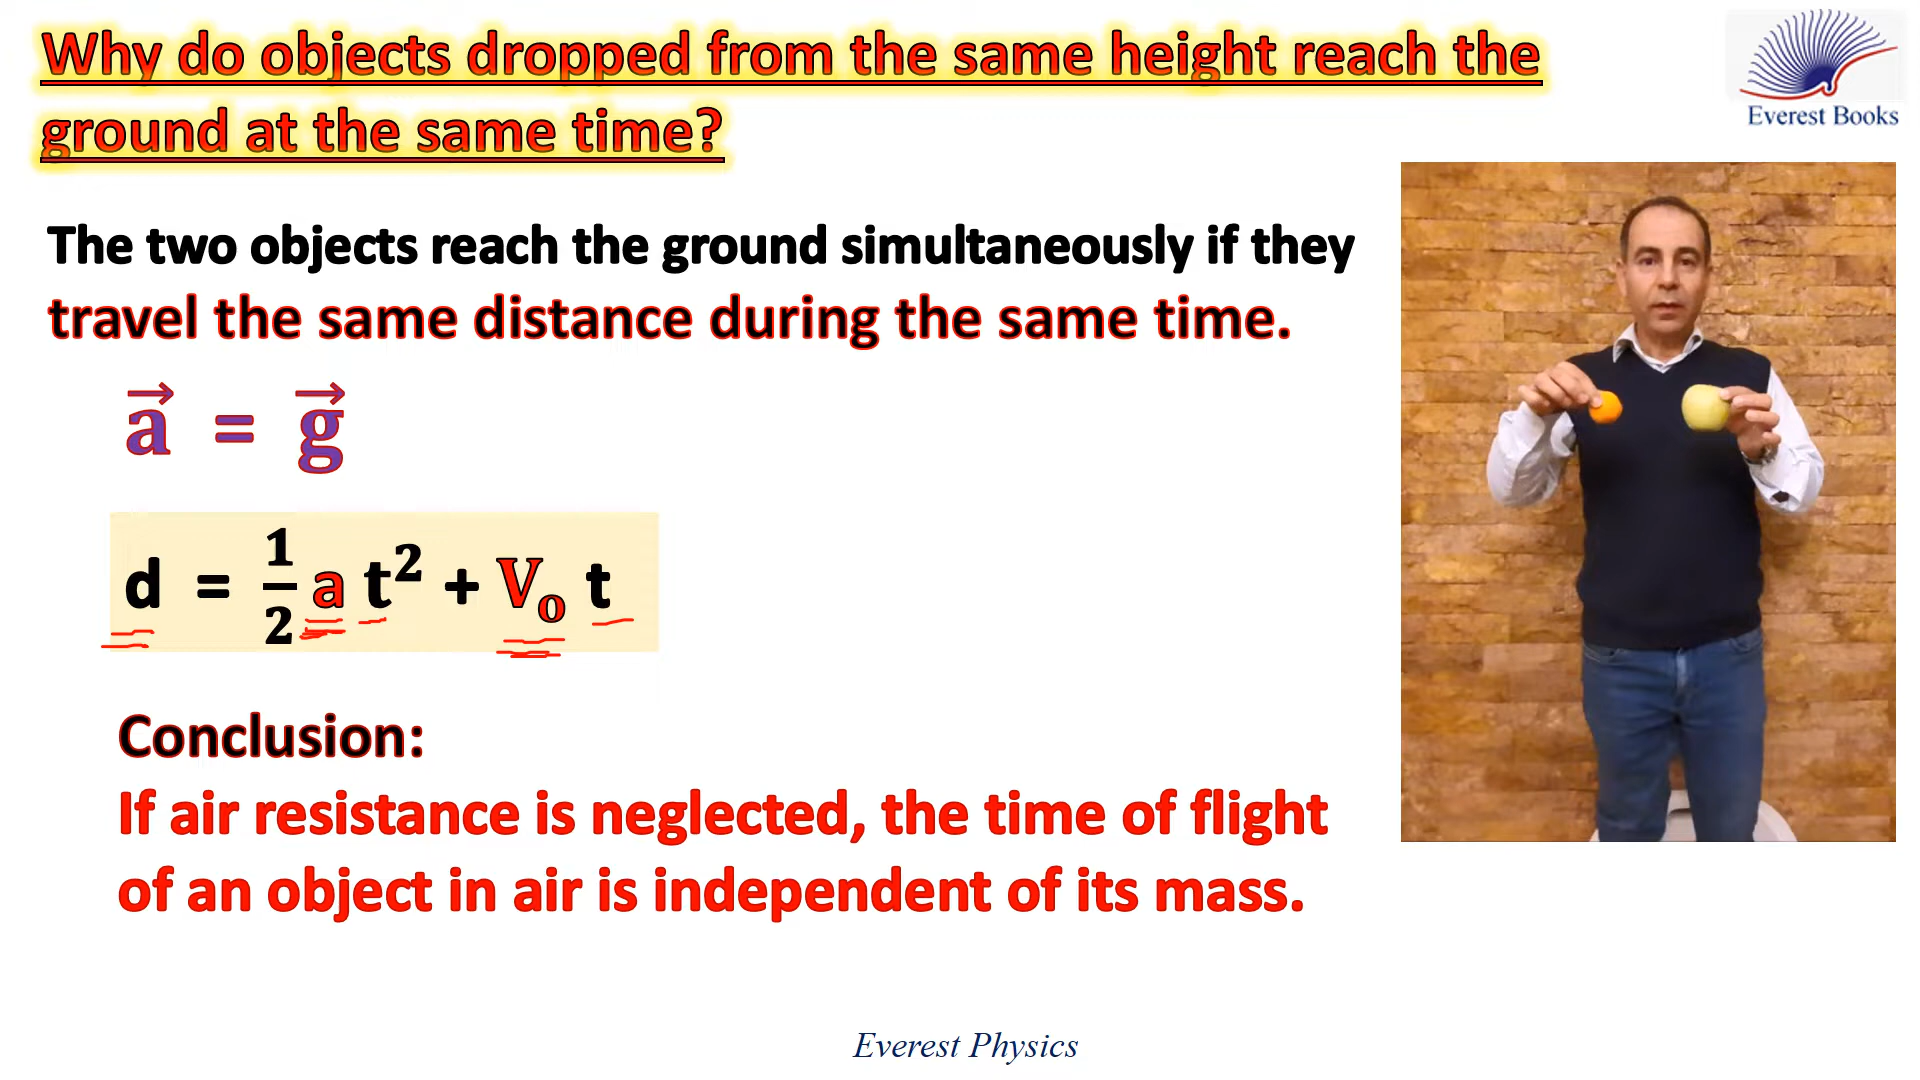 Why do objects dropped from the same height reach the
ground at the same time?
Everest Books
The two objects reach the ground simultaneously if they
travel the same distance during the same time.
a⃗ = g⃗
d = 1/2 a t² + V₀ t
Conclusion:
If air resistance is neglected, the time of flight
of an object in air is independent of its mass.
Everest Physics